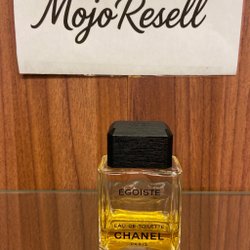 MojoResell
EGOISTE
EAU DE TOILETTE
CHANEL
PARIS